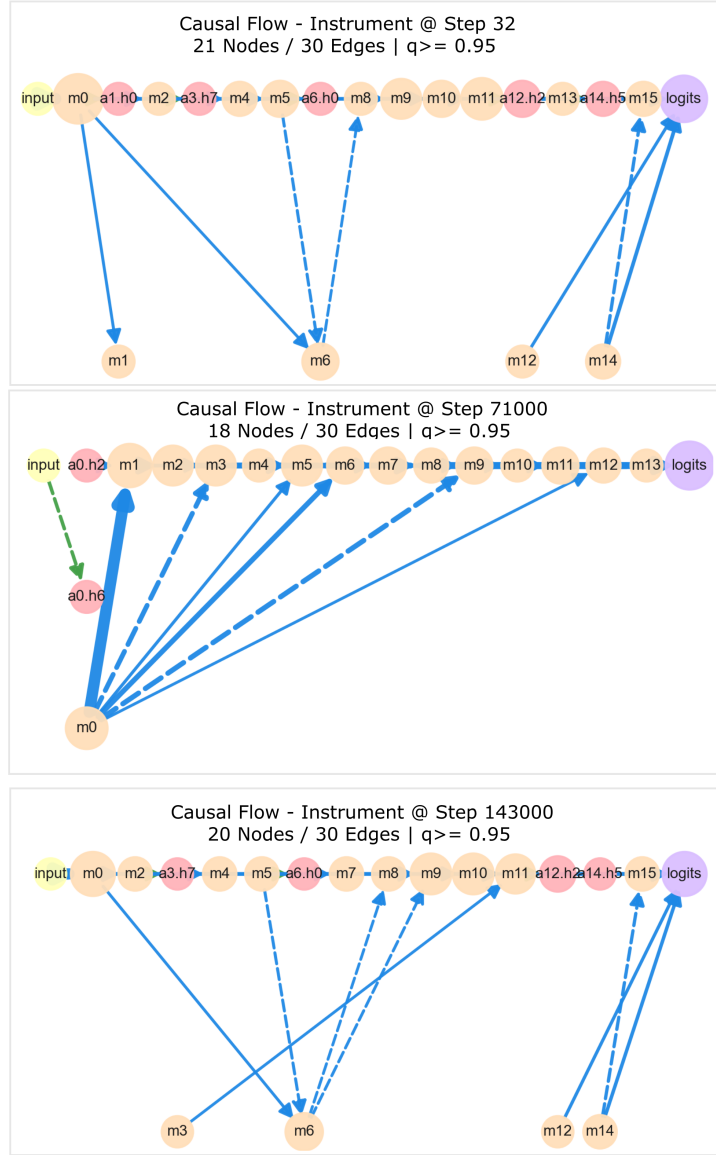 Causal Flow - Instrument @ Step 32
21 Nodes / 30 Edges | q>= 0.95
input m0 a1.h0 m2 a3.h7 m4 m5 a6.h0 m8 m9 m10 m11 a12.h2 m13 a14.h5 m15 logits
m1 m6 m12 m14
Causal Flow - Instrument @ Step 71000
18 Nodes / 30 Edges | q>= 0.95
input a0.h2 m1 m2 m3 m4 m5 m6 m7 m8 m9 m10 m11 m12 m13 logits
a0.h6
m0
Causal Flow - Instrument @ Step 143000
20 Nodes / 30 Edges | q>= 0.95
input m0 m2 a3.h7 m4 m5 a6.h0 m7 m8 m9 m10 m11 a12.h2 a14.h5 m15 logits
m3 m6 m12 m14